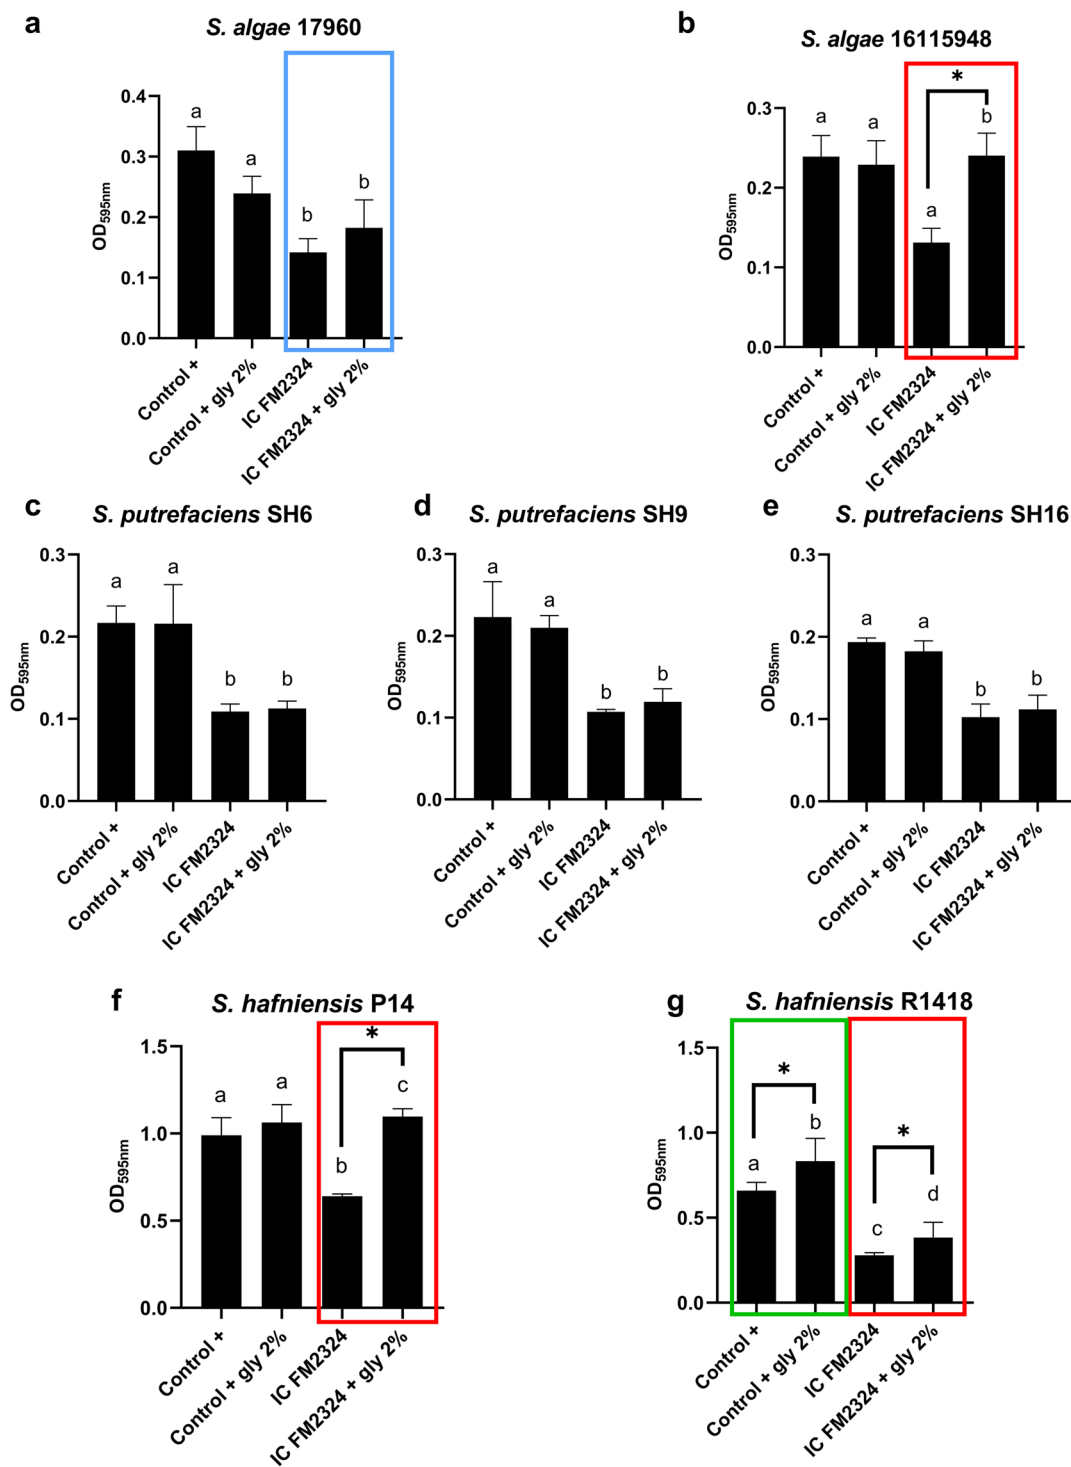 a
S. algae 17960
0.4
0.3
0.2
0.1
0.0
OD595nm
a
a
b
b
Control +
Control + gly 2%
IC FM2324
IC FM2324 + gly 2%
b
S. algae 16115948
0.3
0.2
0.1
0.0
OD595nm
*
a
a
a
b
Control +
Control + gly 2%
IC FM2324
IC FM2324 + gly 2%
c
S. putrefaciens SH6
0.3
0.2
0.1
0.0
OD595nm
a
a
b
b
Control +
Control + gly 2%
IC FM2324
IC FM2324 + gly 2%
d
S. putrefaciens SH9
0.3
0.2
0.1
0.0
OD595nm
a
a
b
b
Control +
Control + gly 2%
IC FM2324
IC FM2324 + gly 2%
e
S. putrefaciens SH16
0.3
0.2
0.1
0.0
OD595nm
a
a
b
b
Control +
Control + gly 2%
IC FM2324
IC FM2324 + gly 2%
f
S. hafniensis P14
1.5
1.0
0.5
0.0
OD595nm
*
a
a
b
c
Control +
Control + gly 2%
IC FM2324
IC FM2324 + gly 2%
g
S. hafniensis R1418
1.5
1.0
0.5
0.0
OD595nm
*
*
a
b
c
d
Control +
Control + gly 2%
IC FM2324
IC FM2324 + gly 2%